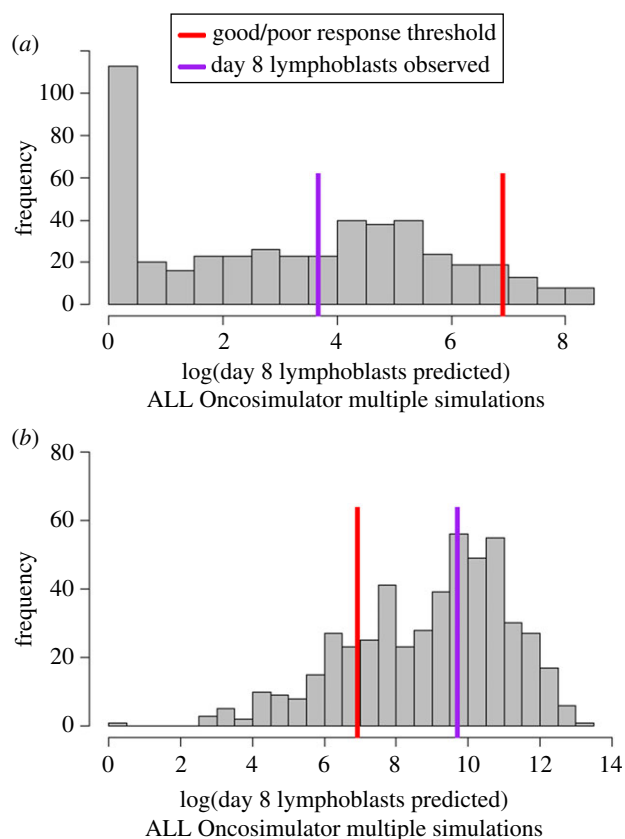 (a)
good/poor response threshold
day 8 lymphoblasts observed
frequency
100
80
60
40
20
0
0 2 4 6 8
log(day 8 lymphoblasts predicted)
ALL Oncosimulator multiple simulations
(b)
frequency
80
60
40
20
0
0 2 4 6 8 10 12 14
log(day 8 lymphoblasts predicted)
ALL Oncosimulator multiple simulations